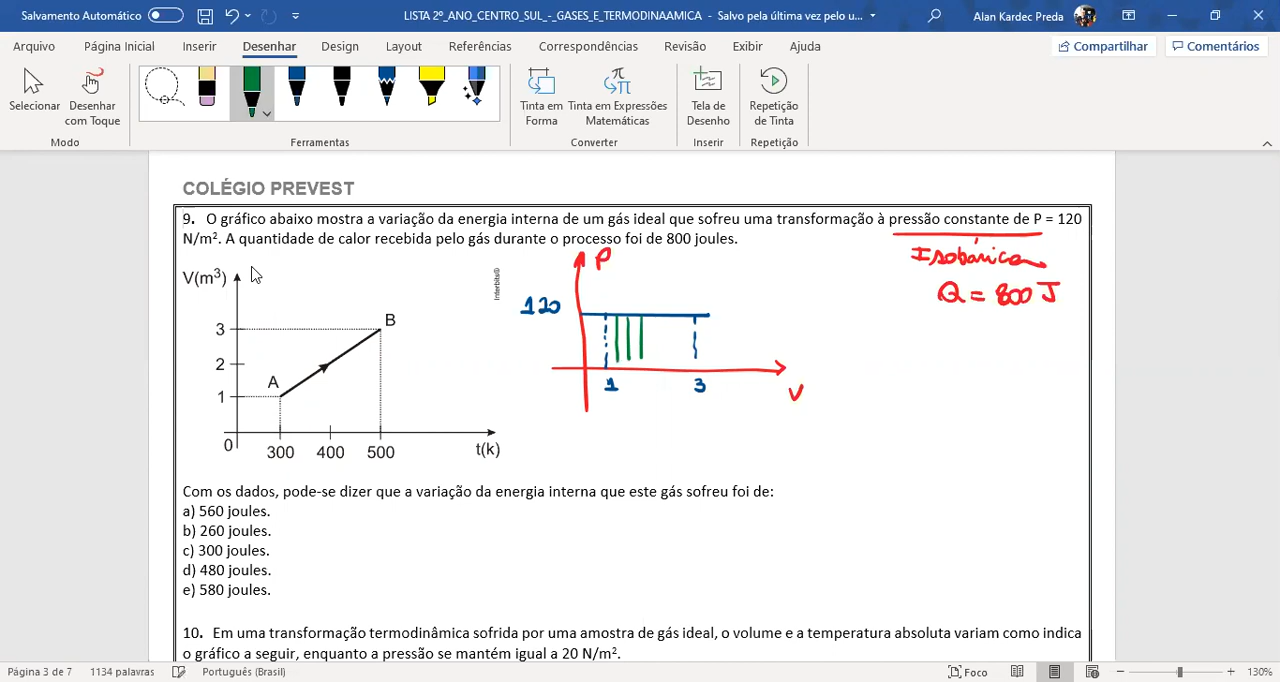 Salvamento Automático
LISTA 2º_ANO_CENTRO_SUL_-_GASES_E_TERMODINAAMICA - Salvo pela última vez pelo u...
Alan Kardec Preda
Arquivo Página Inicial Inserir Desenhar Design Layout Referências Correspondências Revisão Exibir Ajuda
Compartilhar Comentários
Selecionar
Desenhar
com Toque
Tinta em
Forma
Tinta em Expressões
Matemáticas
Tela de
Desenho
Repetição
de Tinta
Modo Ferramentas Converter Inserir Repetição
COLÉGIO PREVEST
9. O gráfico abaixo mostra a variação da energia interna de um gás ideal que sofreu uma transformação à pressão constante de P = 120
N/m². A quantidade de calor recebida pelo gás durante o processo foi de 800 joules.
Isobárica
Q = 800 J
P
120
1 3
V
V(m³)
Interbits®
B
3
2
A
1
0
300 400 500 t(k)
Com os dados, pode-se dizer que a variação da energia interna que este gás sofreu foi de:
a) 560 joules.
b) 260 joules.
c) 300 joules.
d) 480 joules.
e) 580 joules.
10. Em uma transformação termodinâmica sofrida por uma amostra de gás ideal, o volume e a temperatura absoluta variam como indica
o gráfico a seguir, enquanto a pressão se mantém igual a 20 N/m².
Página 3 de 7 1134 palavras Português (Brasil) Foco 130%